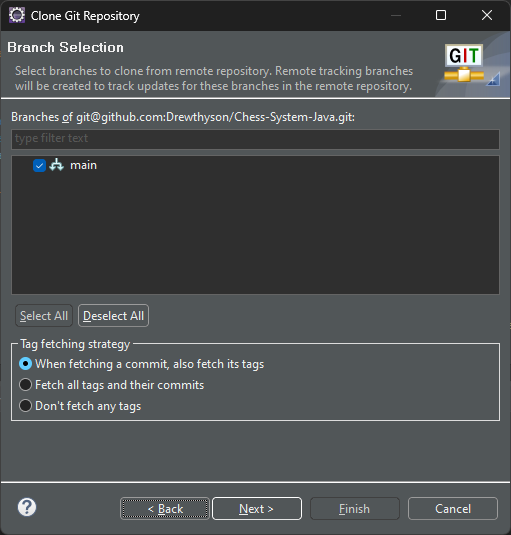 Clone Git Repository
Branch Selection
Select branches to clone from remote repository. Remote tracking branches
will be created to track updates for these branches in the remote repository.
GIT
Branches of git@github.com:Drewthyson/Chess-System-Java.git:
type filter text
main
Select All
Deselect All
Tag fetching strategy
When fetching a commit, also fetch its tags
Fetch all tags and their commits
Don't fetch any tags
?
< Back
Next >
Finish
Cancel